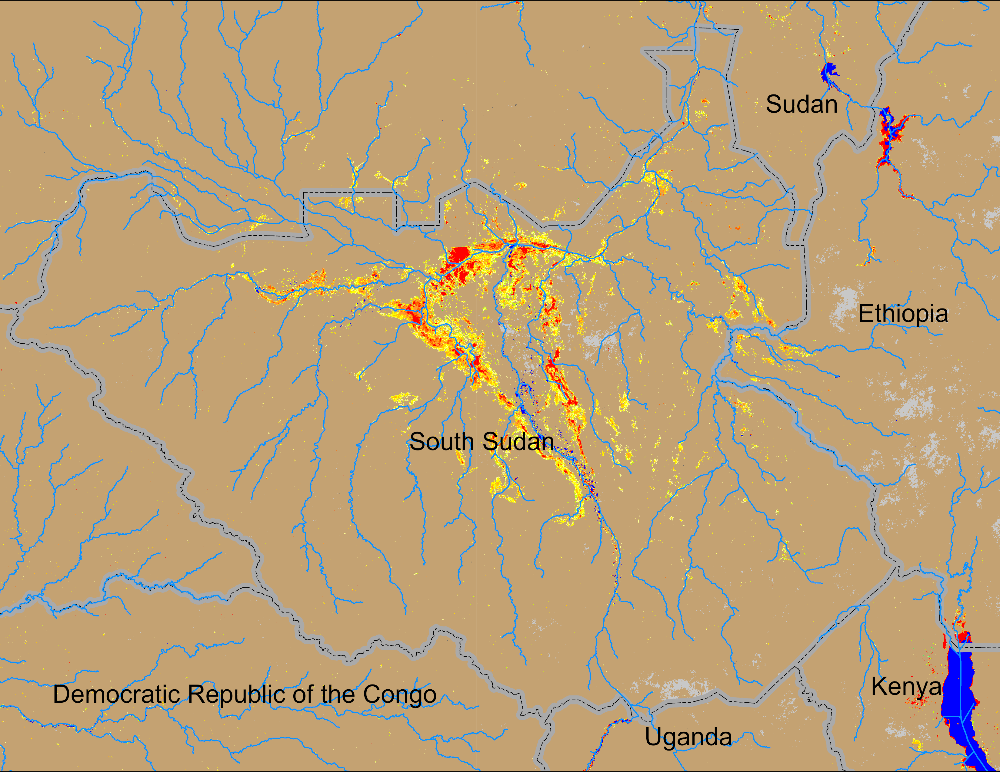 Sudan
Ethiopia
South Sudan
Kenya
Democratic Republic of the Congo
Uganda